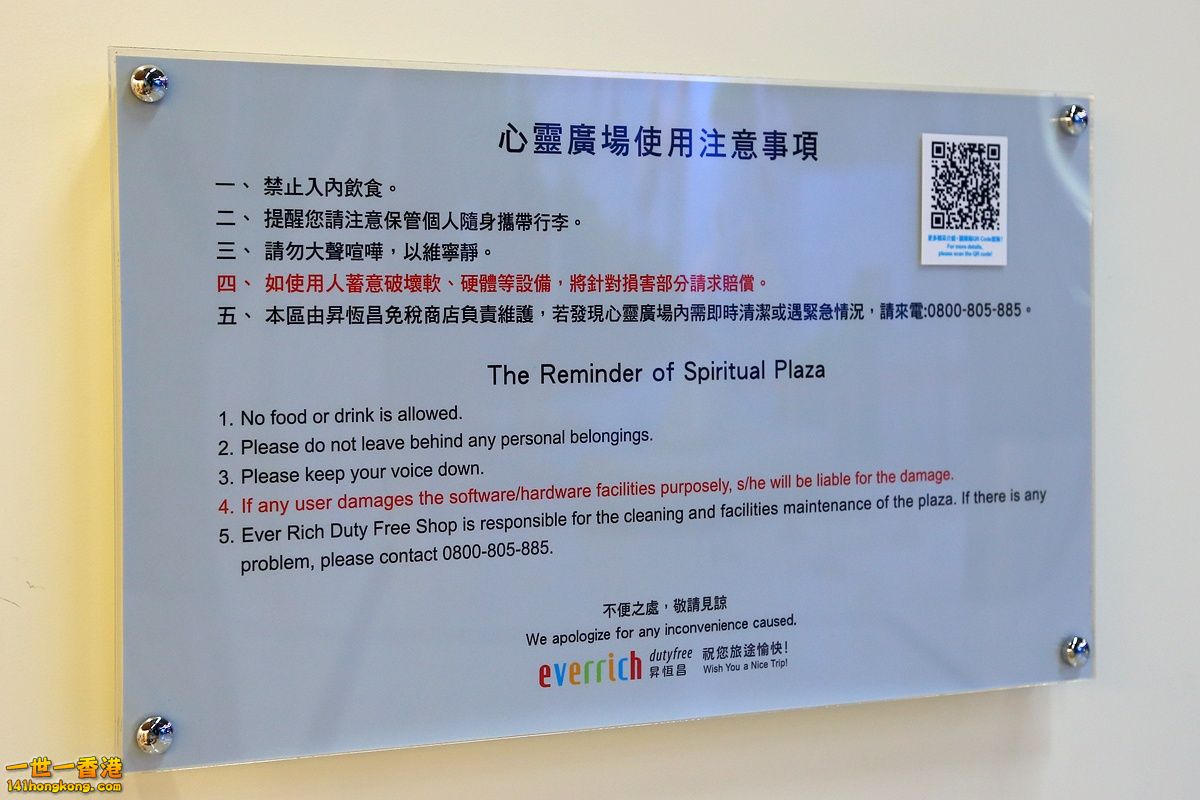 心靈廣場使用注意事項
一、 禁止入內飲食。
二、 提醒您請注意保管個人隨身攜帶行李。
三、 請勿大聲喧嘩，以維寧靜。
四、 如使用人蓄意破壞軟、硬體等設備，將針對損害部分請求賠償。
五、 本區由昇恆昌免稅商店負責維護，若發現心靈廣場內需即時清潔或遇緊急情況，請來電:0800-805-885。
For more details,
please scan the QR code!
The Reminder of Spiritual Plaza
1. No food or drink is allowed.
2. Please do not leave behind any personal belongings.
3. Please keep your voice down.
4. If any user damages the software/hardware facilities purposely, s/he will be liable for the damage.
5. Ever Rich Duty Free Shop is responsible for the cleaning and facilities maintenance of the plaza. If there is any
problem, please contact 0800-805-885.
不便之處，敬請見諒
We apologize for any inconvenience caused.
everrich dutyfree 昇恆昌
祝您旅途愉快!
Wish You a Nice Trip!
一世一香港
141hongkong.com